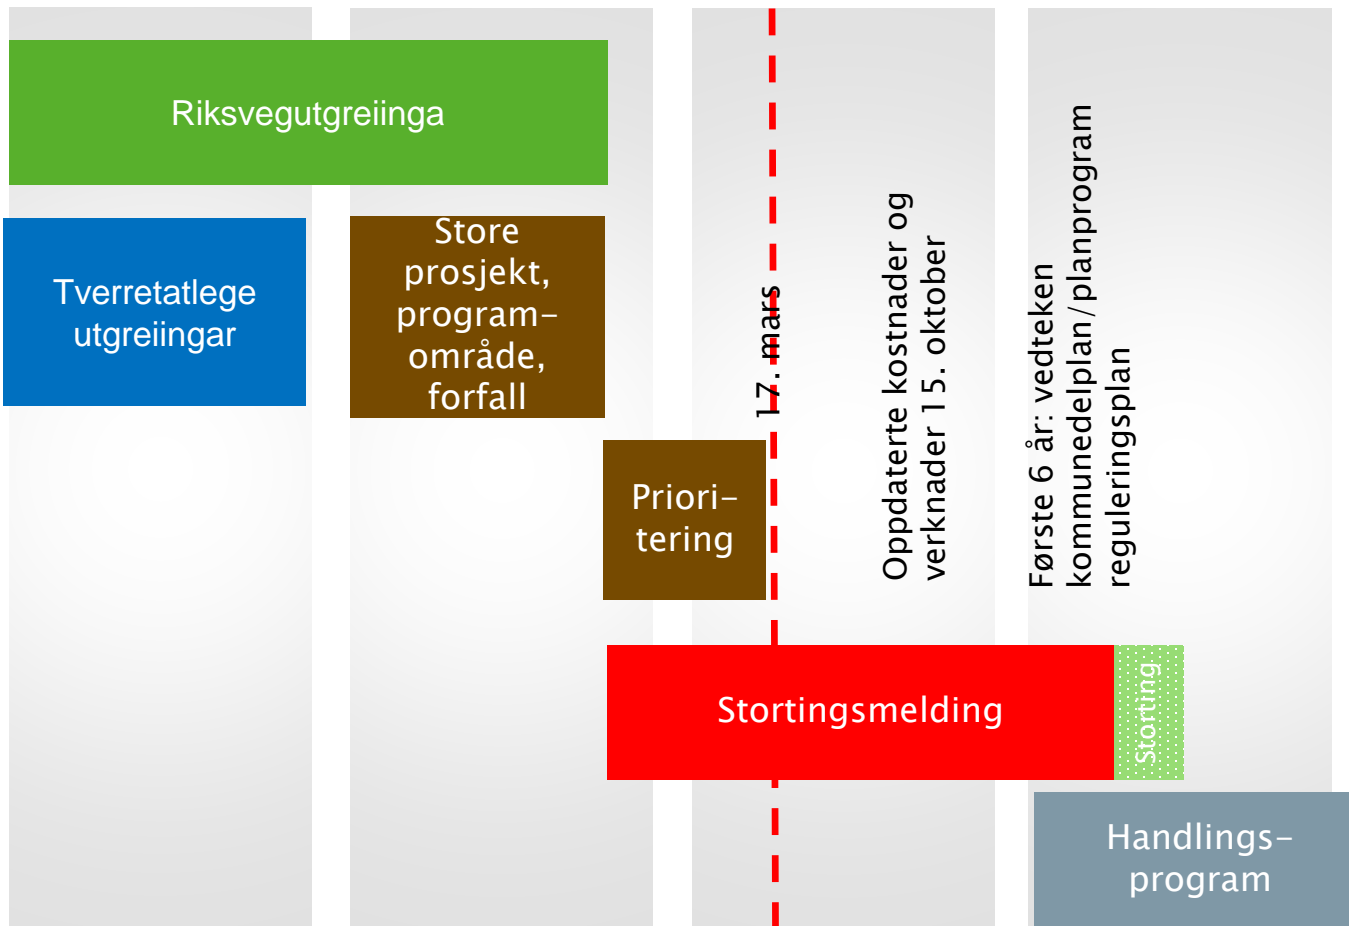 Riksvegutgreiinga
Tverretatlege
utgreiingar
Store
prosjekt,
program-
område,
forfall
Priori-
tering
17. mars
Oppdaterte kostnader og
verknader 15. oktober
Første 6 år: vedteken
kommunedelplan/planprogram
reguleringsplan
Stortingsmelding
Storting
Handlings-
program